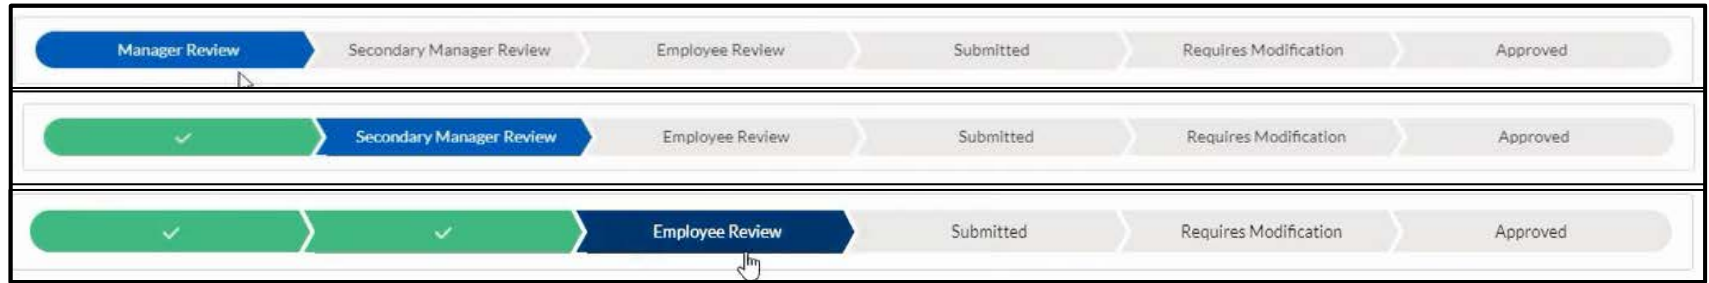 Manager Review Secondary Manager Review Employee Review Submitted Requires Modification Approved
Secondary Manager Review Employee Review Submitted Requires Modification Approved
Employee Review Submitted Requires Modification Approved